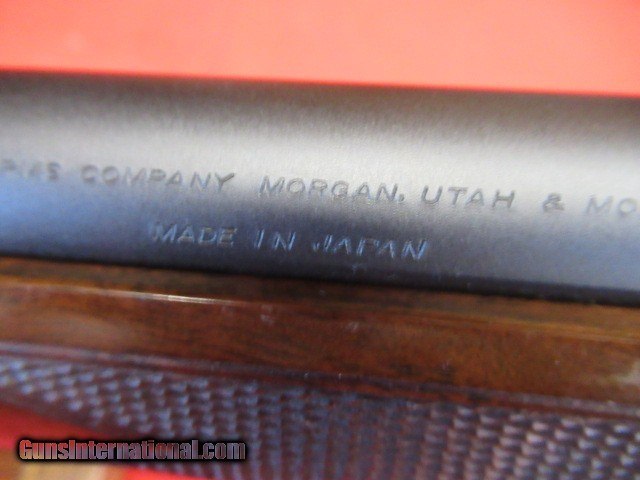 COMPANY MORGAN, UTAH & MO
MADE IN JAPAN
GunsInternational.com